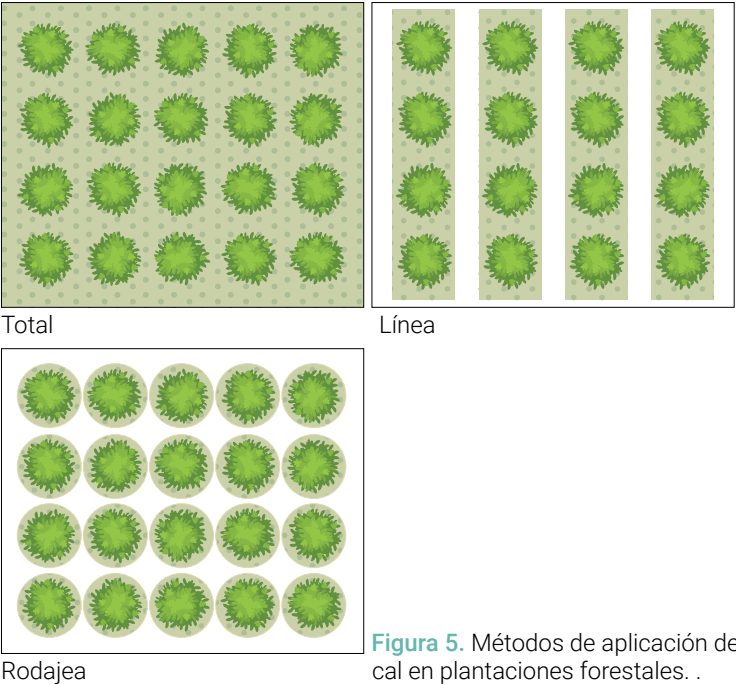 Total
Línea
Rodajea
Figura 5. Métodos de aplicación de
cal en plantaciones forestales. .